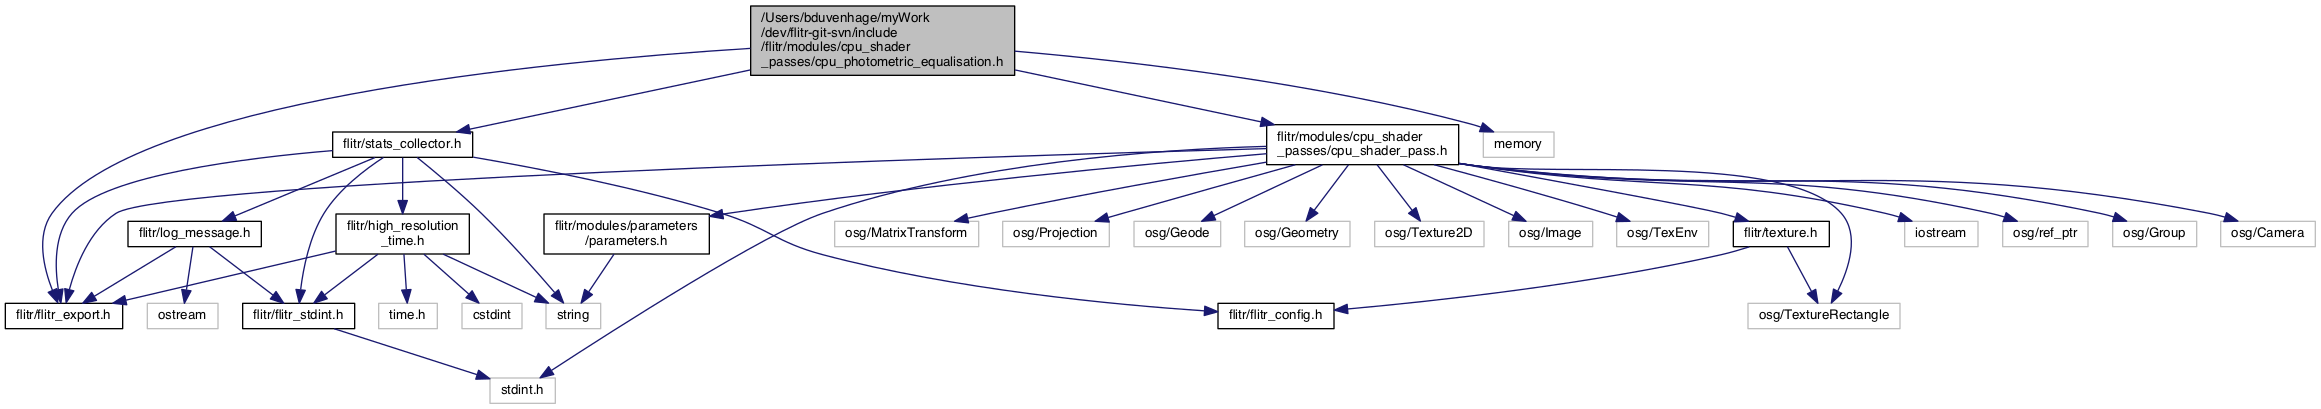 /Users/bduvenhage/myWork
/dev/flitr-git-svn/include
/flitr/modules/cpu_shader
_passes/cpu_photometric_equalisation.h
flitr/stats_collector.h
flitr/modules/cpu_shader
_passes/cpu_shader_pass.h
memory
flitr/log_message.h
flitr/high_resolution
_time.h
flitr/modules/parameters
/parameters.h
osg/MatrixTransform
osg/Projection
osg/Geode
osg/Geometry
osg/Texture2D
osg/Image
osg/TexEnv
flitr/texture.h
iostream
osg/ref_ptr
osg/Group
osg/Camera
flitr/flitr_export.h
ostream
flitr/flitr_stdint.h
time.h
cstdint
string
flitr/flitr_config.h
osg/TextureRectangle
stdint.h